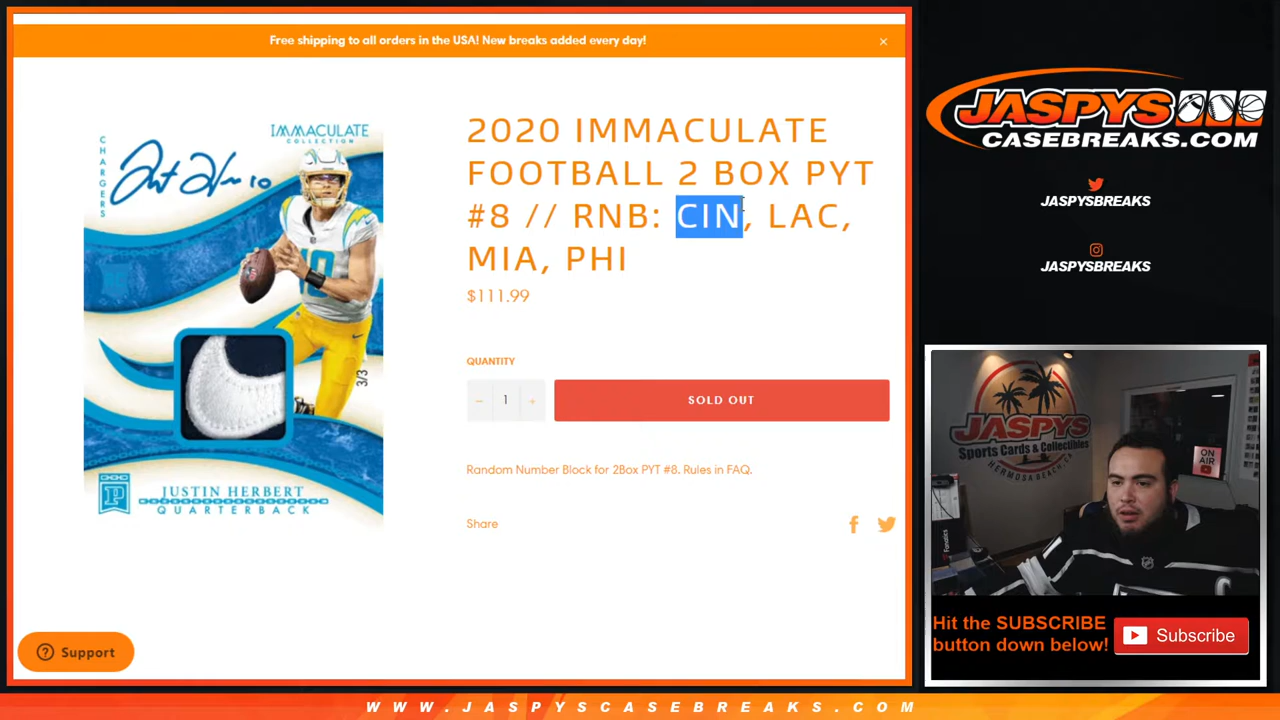 Free shipping to all orders in the USA! New breaks added every day!
×
IMMACULATE
COLLECTION
CHARGERS
10
3/3
P
JUSTIN HERBERT
QUARTERBACK
2020 IMMACULATE
FOOTBALL 2 BOX PYT
#8 // RNB: CIN, LAC,
MIA, PHI
$111.99
QUANTITY
− 1 +
SOLD OUT
Random Number Block for 2Box PYT #8. Rules in FAQ.
Share
Support
JASPYS
CASEBREAKS.COM
JASPYSBREAKS
JASPYSBREAKS
JASPYS
Sports Cards & Collectibles
HERMOSA BEACH, CA
ON
AIR
Fanatics
Hit the SUBSCRIBE
button down below!
Subscribe
WWW.JASPYSCASEBREAKS.COM